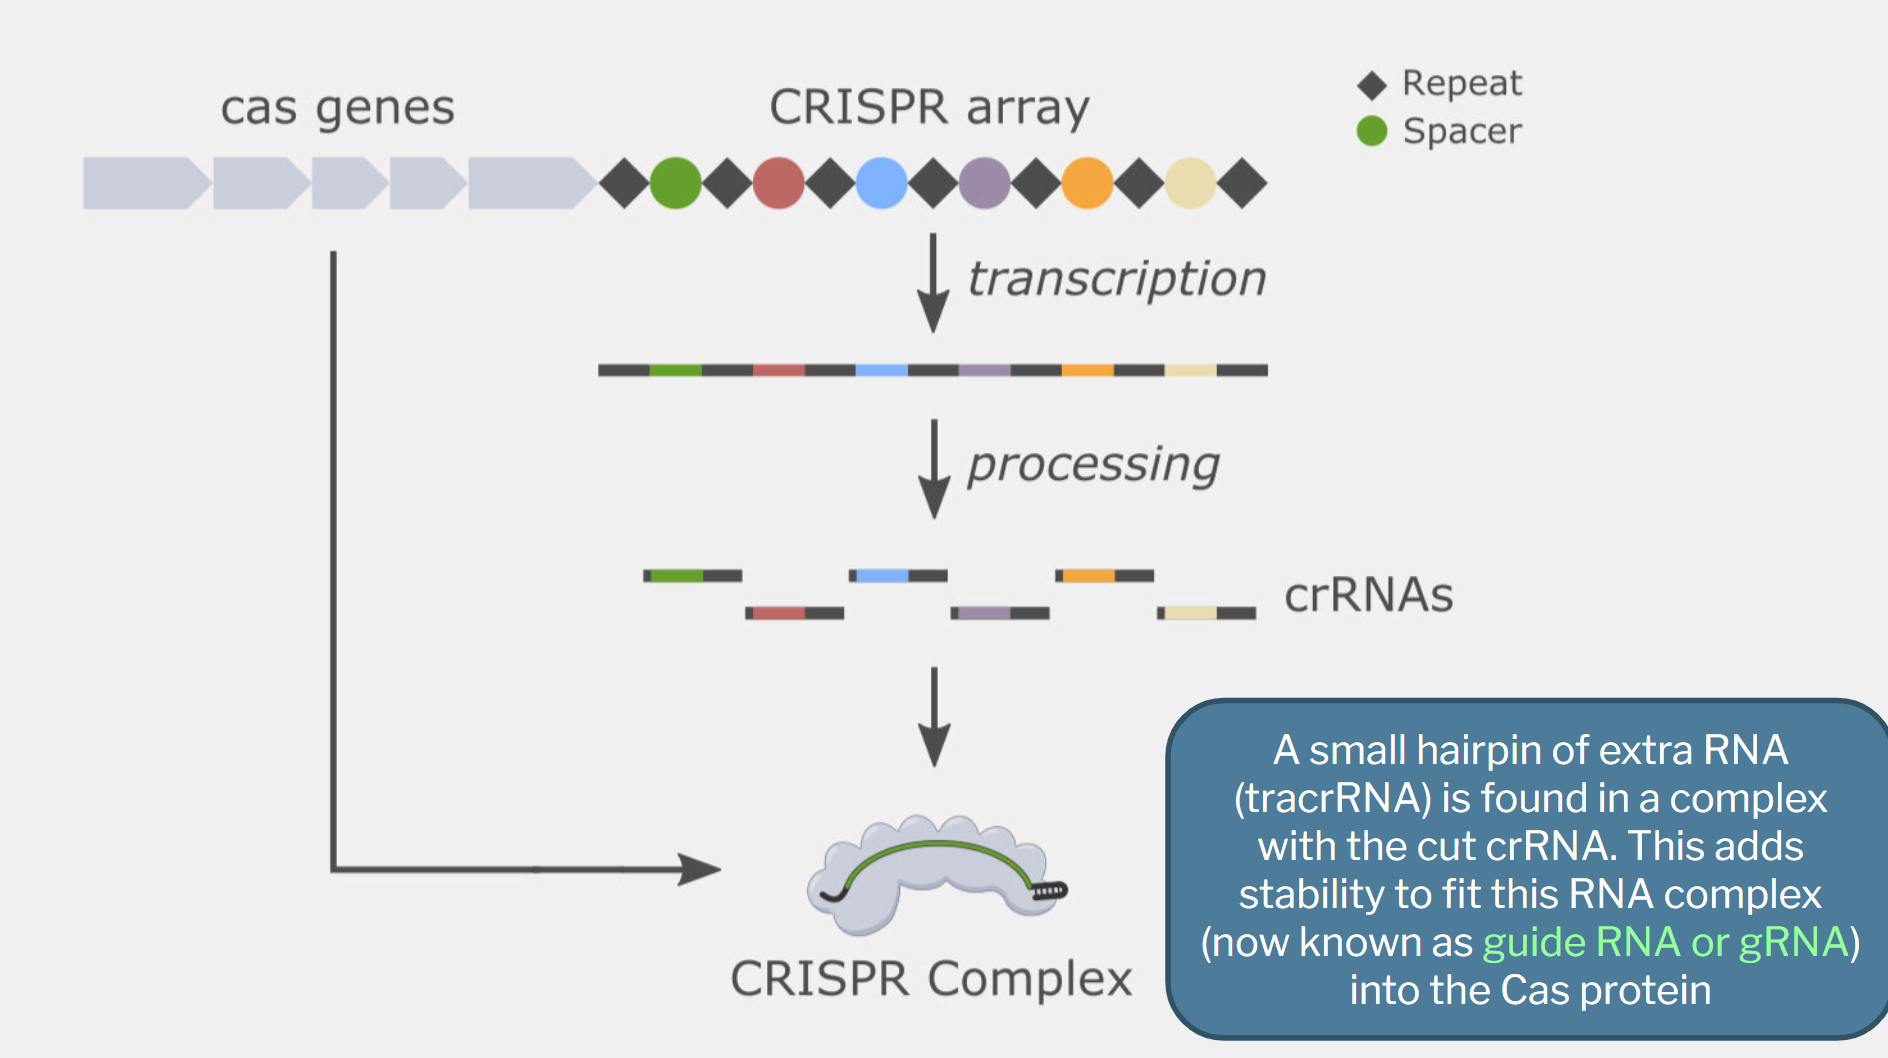 cas genes
CRISPR array
Repeat
Spacer
transcription
processing
crRNAs
CRISPR Complex
A small hairpin of extra RNA
(tracrRNA) is found in a complex
with the cut crRNA. This adds
stability to fit this RNA complex
(now known as guide RNA or gRNA)
into the Cas protein